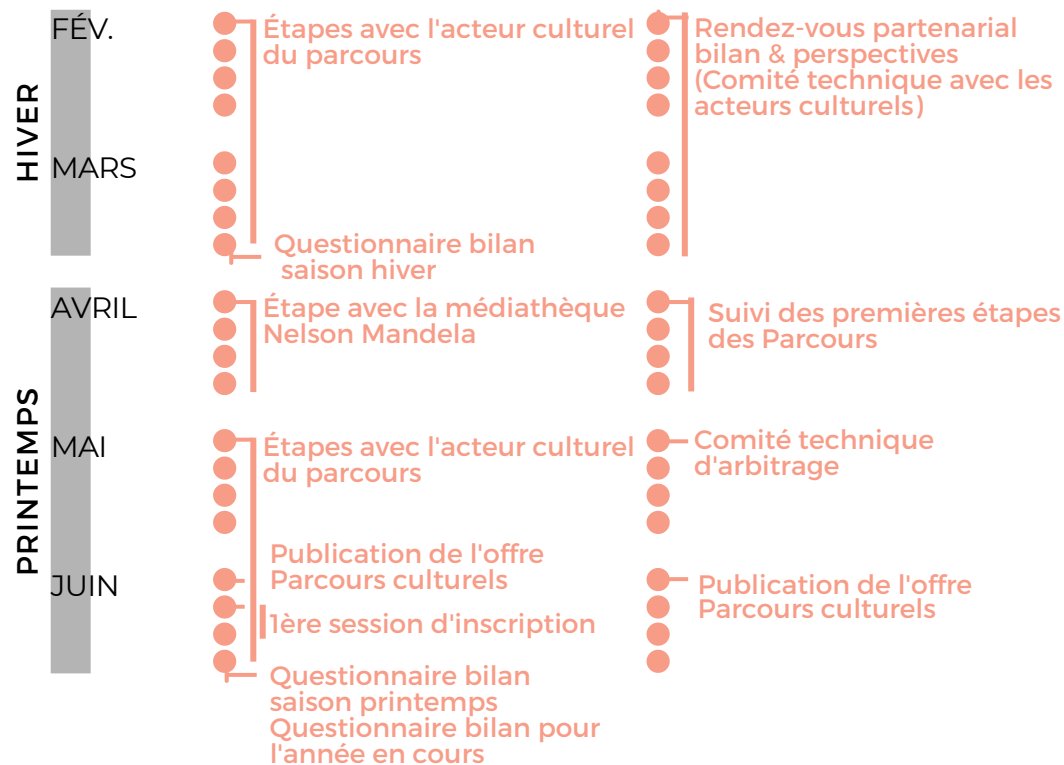 HIVER
FÉV.
Étapes avec l'acteur culturel
du parcours
Rendez-vous partenarial
bilan & perspectives
(Comité technique avec les
acteurs culturels)
MARS
Questionnaire bilan
saison hiver
PRINTEMPS
AVRIL
Étape avec la médiathèque
Nelson Mandela
Suivi des premières étapes
des Parcours
MAI
Étapes avec l'acteur culturel
du parcours
Comité technique
d'arbitrage
JUIN
Publication de l'offre
Parcours culturels
1ère session d'inscription
Questionnaire bilan
saison printemps
Questionnaire bilan pour
l'année en cours
Publication de l'offre
Parcours culturels